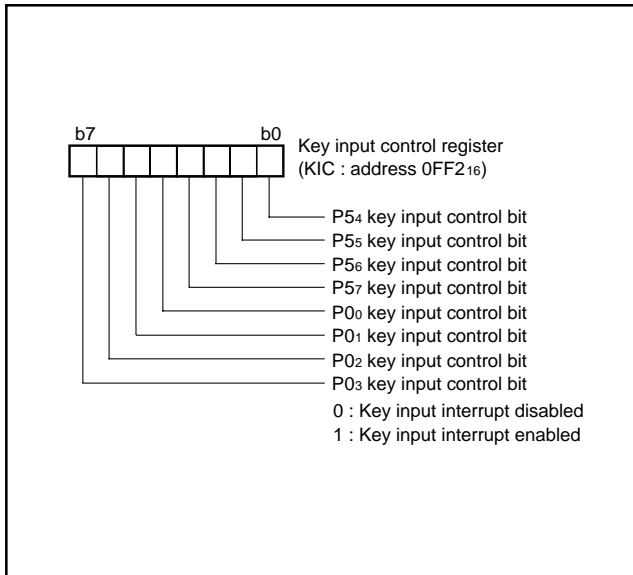 b7 b0
Key input control register
(KIC : address 0FF2₁₆)
P5₄ key input control bit
P5₅ key input control bit
P5₆ key input control bit
P5₇ key input control bit
P0₀ key input control bit
P0₁ key input control bit
P0₂ key input control bit
P0₃ key input control bit
0 : Key input interrupt disabled
1 : Key input interrupt enabled